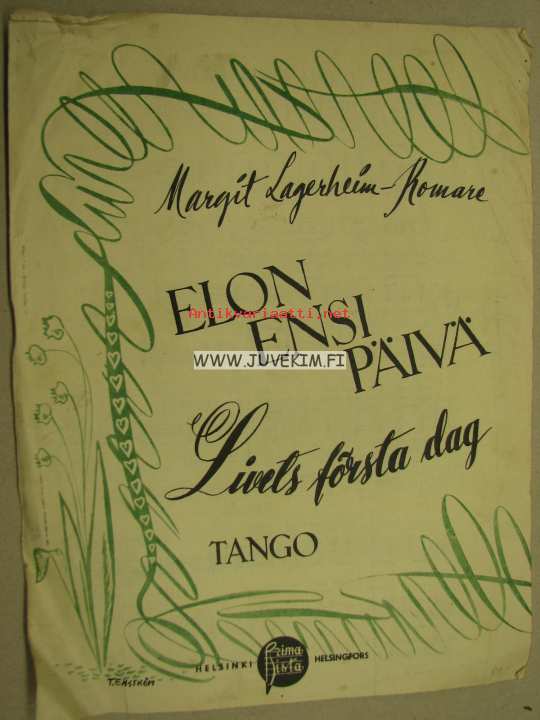 Margit Lagerheim-Romare
ELON
ENSI
PÄIVÄ
Antikvariaatti.net
WWW.JUVEKIM.FI
Livets första dag
TANGO
HELSINKI
Prima
Vista
HELSINGFORS